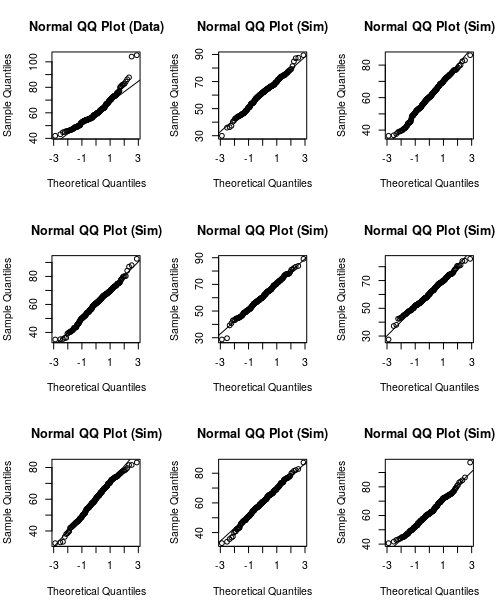 Normal QQ Plot (Data)
Sample Quantiles
40 60 80 100
-3 -1 1 3
Theoretical Quantiles
Normal QQ Plot (Sim)
Sample Quantiles
30 50 70 90
-3 -1 1 3
Theoretical Quantiles
Normal QQ Plot (Sim)
Sample Quantiles
40 60 80
-3 -1 1 3
Theoretical Quantiles
Normal QQ Plot (Sim)
Sample Quantiles
40 60 80
-3 -1 1 3
Theoretical Quantiles
Normal QQ Plot (Sim)
Sample Quantiles
30 50 70 90
-3 -1 1 3
Theoretical Quantiles
Normal QQ Plot (Sim)
Sample Quantiles
30 50 70
-3 -1 1 3
Theoretical Quantiles
Normal QQ Plot (Sim)
Sample Quantiles
40 60 80
-3 -1 1 3
Theoretical Quantiles
Normal QQ Plot (Sim)
Sample Quantiles
40 60 80
-3 -1 1 3
Theoretical Quantiles
Normal QQ Plot (Sim)
Sample Quantiles
40 60 80
-3 -1 1 3
Theoretical Quantiles